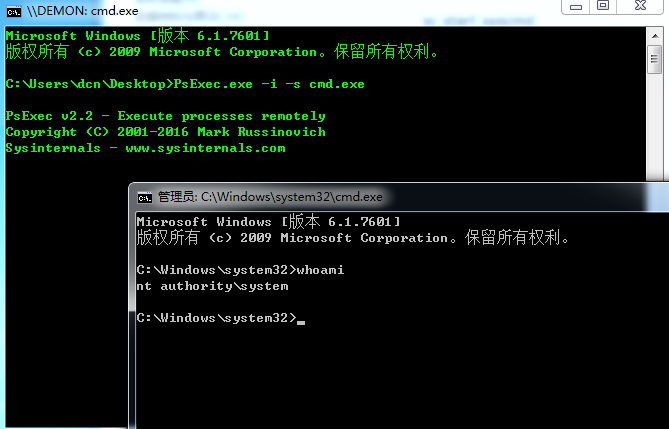 \\DEMON: cmd.exe
Microsoft Windows [版本 6.1.7601]
版权所有 (c) 2009 Microsoft Corporation。保留所有权利。
C:\Users\dcn\Desktop>PsExec.exe -i -s cmd.exe
PsExec v2.2 - Execute processes remotely
Copyright (C) 2001-2016 Mark Russinovich
Sysinternals - www.sysinternals.com
管理员: C:\Windows\system32\cmd.exe
Microsoft Windows [版本 6.1.7601]
版权所有 (c) 2009 Microsoft Corporation。保留所有权利。
C:\Windows\system32>whoami
nt authority\system
C:\Windows\system32>